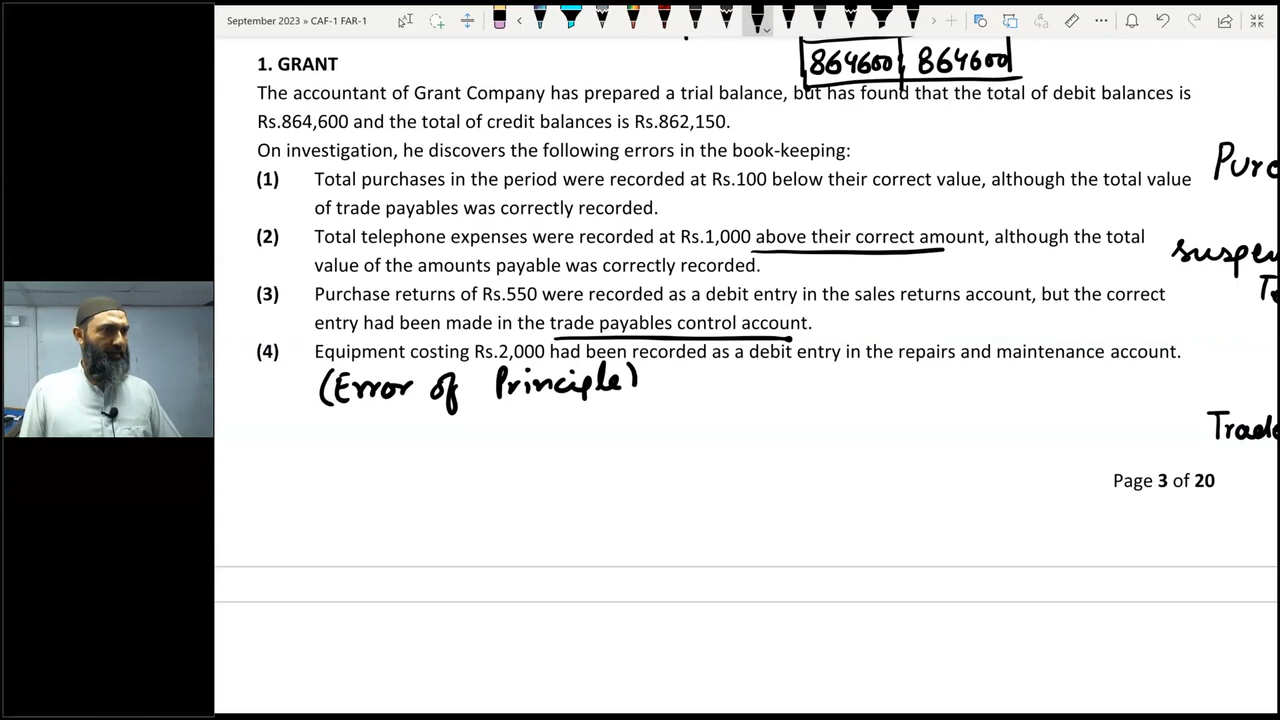 September 2023 » CAF-1 FAR-1
864600 864600
1. GRANT
The accountant of Grant Company has prepared a trial balance, but has found that the total of debit balances is
Rs.864,600 and the total of credit balances is Rs.862,150.
On investigation, he discovers the following errors in the book-keeping:
(1) Total purchases in the period were recorded at Rs.100 below their correct value, although the total value
of trade payables was correctly recorded.
Purc
(2) Total telephone expenses were recorded at Rs.1,000 above their correct amount, although the total
value of the amounts payable was correctly recorded.
suspen
(3) Purchase returns of Rs.550 were recorded as a debit entry in the sales returns account, but the correct
entry had been made in the trade payables control account.
(4) Equipment costing Rs.2,000 had been recorded as a debit entry in the repairs and maintenance account.
(Error of Principle)
Trade
Page 3 of 20